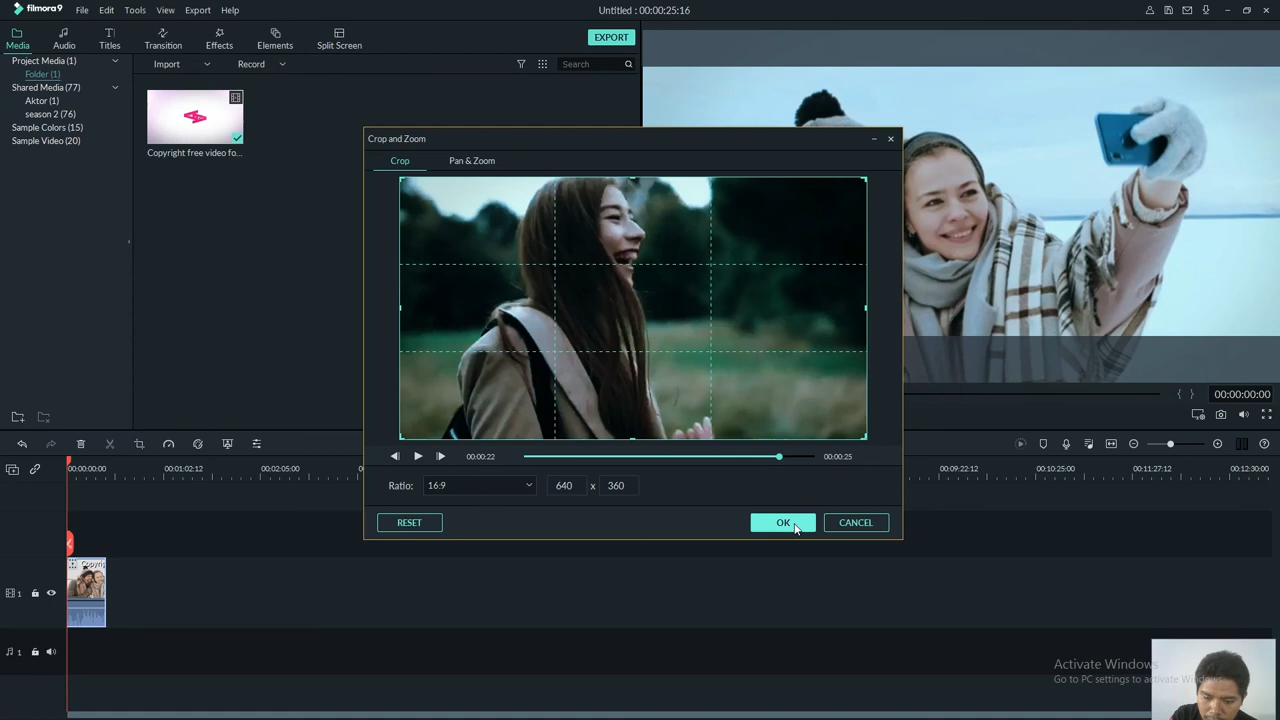 filmora9
File Edit Tools View Export Help
Untitled : 00:00:25:16
Media Audio Titles Transition Effects Elements Split Screen
EXPORT
Project Media (1)
Folder (1)
Shared Media (77)
Aktor (1)
season 2 (76)
Sample Colors (15)
Sample Video (20)
Import Record Search
Copyright free video fo...
Crop and Zoom
Crop Pan & Zoom
00:00:22 00:00:25
Ratio: 16:9 640 x 360
RESET OK CANCEL
{ } 00:00:00:00
00:00:00:00 00:01:02:12 00:02:05:00 00:09:22:12 00:10:25:00 00:11:27:12 00:12:30:00
Copyrig
1
1
Activate Windows
Go to PC settings to activate Windows.